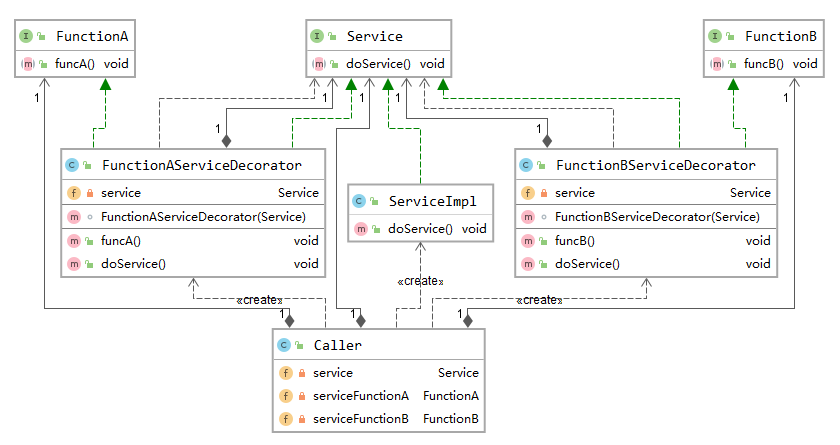 FunctionA
funcA() void
Service
doService() void
FunctionB
funcB() void
1
1
1
1
1
1
1
1
FunctionAServiceDecorator
service Service
FunctionAServiceDecorator(Service)
funcA() void
doService() void
ServiceImpl
doService() void
FunctionBServiceDecorator
service Service
FunctionBServiceDecorator(Service)
funcB() void
doService() void
«create»
«create»
«create»
1
1
1
Caller
service Service
serviceFunctionA FunctionA
serviceFunctionB FunctionB